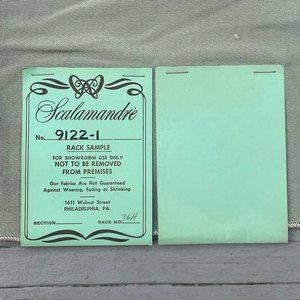 Scalamandré
No. 9122-1
RACK SAMPLE
FOR SHOWROOM USE ONLY
NOT TO BE REMOVED
FROM PREMISES
Our Fabrics Are Not Guaranteed
Against Wearing, Fading or Shrinking
1611 Walnut Street
PHILADELPHIA, PA.
SECTION RACK NO. 36H